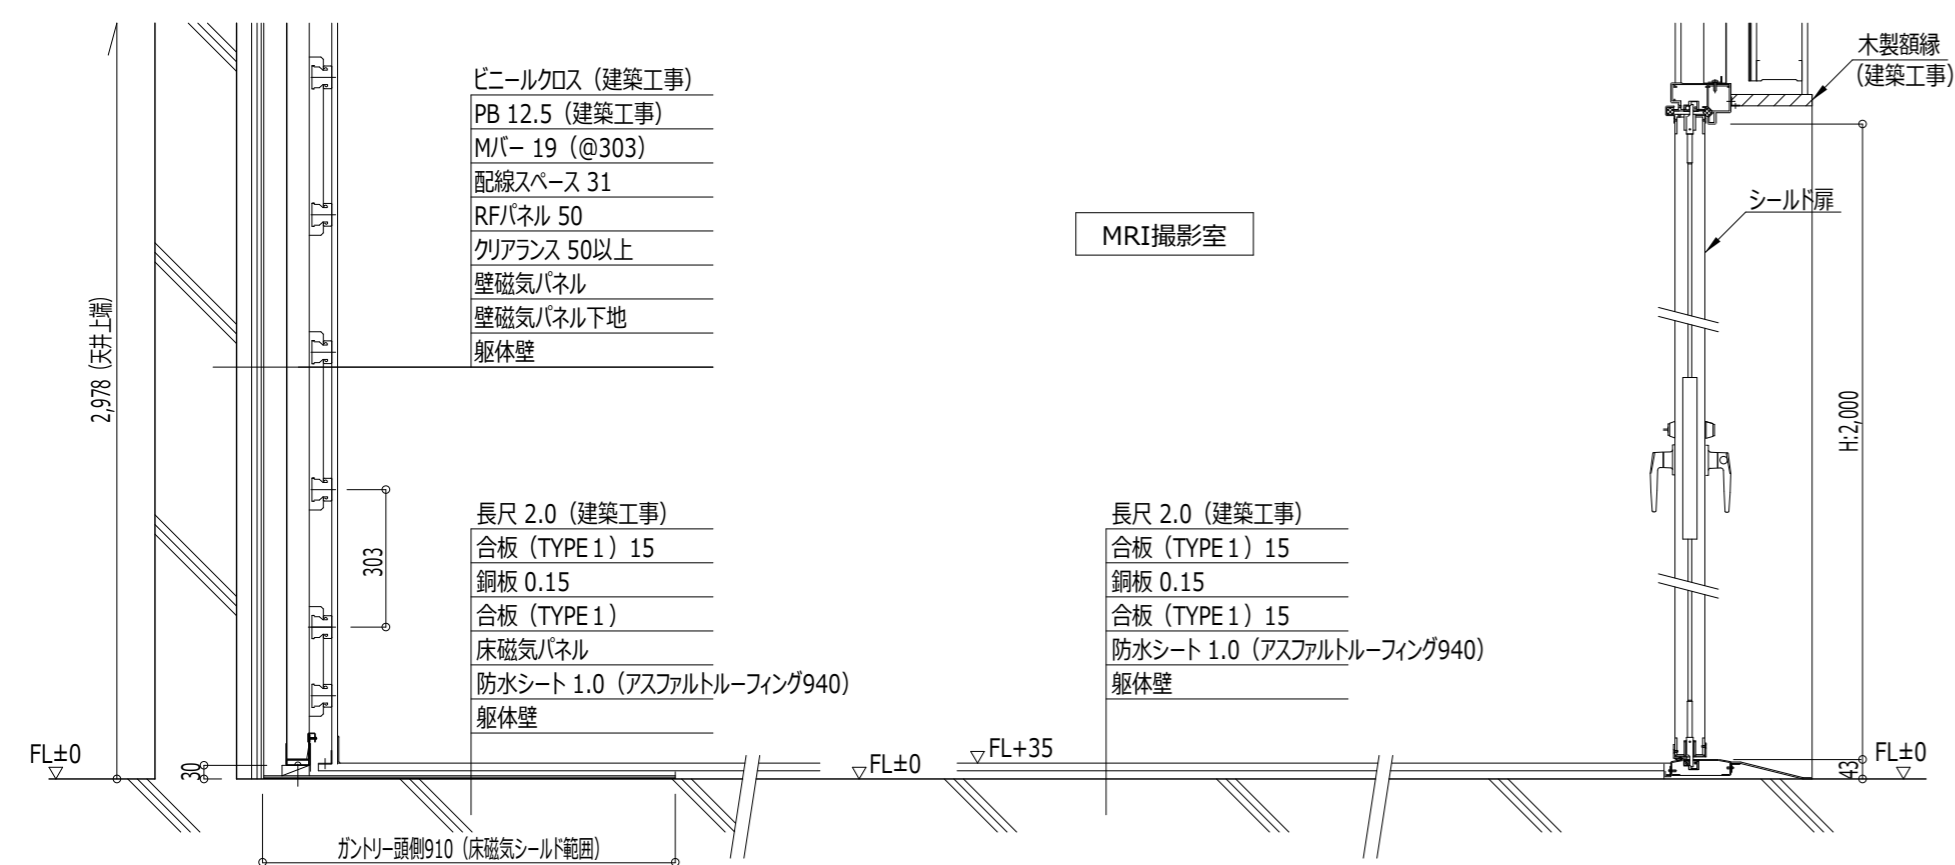 木製額縁
(建築工事)
ビニールクロス（建築工事）
PB 12.5（建築工事）
Mバー 19（@303）
配線スペース 31
RFパネル 50
クリアランス 50以上
壁磁気パネル
壁磁気パネル下地
躯体壁
MRI撮影室
シールド扉
2,978（天井上端）
H:2,000
303
長尺 2.0（建築工事）
合板（TYPE１）15
銅板 0.15
合板（TYPE１）
床磁気パネル
防水シート 1.0（アスファルトルーフィング940）
躯体壁
長尺 2.0（建築工事）
合板（TYPE１）15
銅板 0.15
合板（TYPE１）15
防水シート 1.0（アスファルトルーフィング940）
躯体壁
FL±0
30
FL±0
FL+35
43
FL±0
ガントリー頭側910（床磁気シールド範囲）